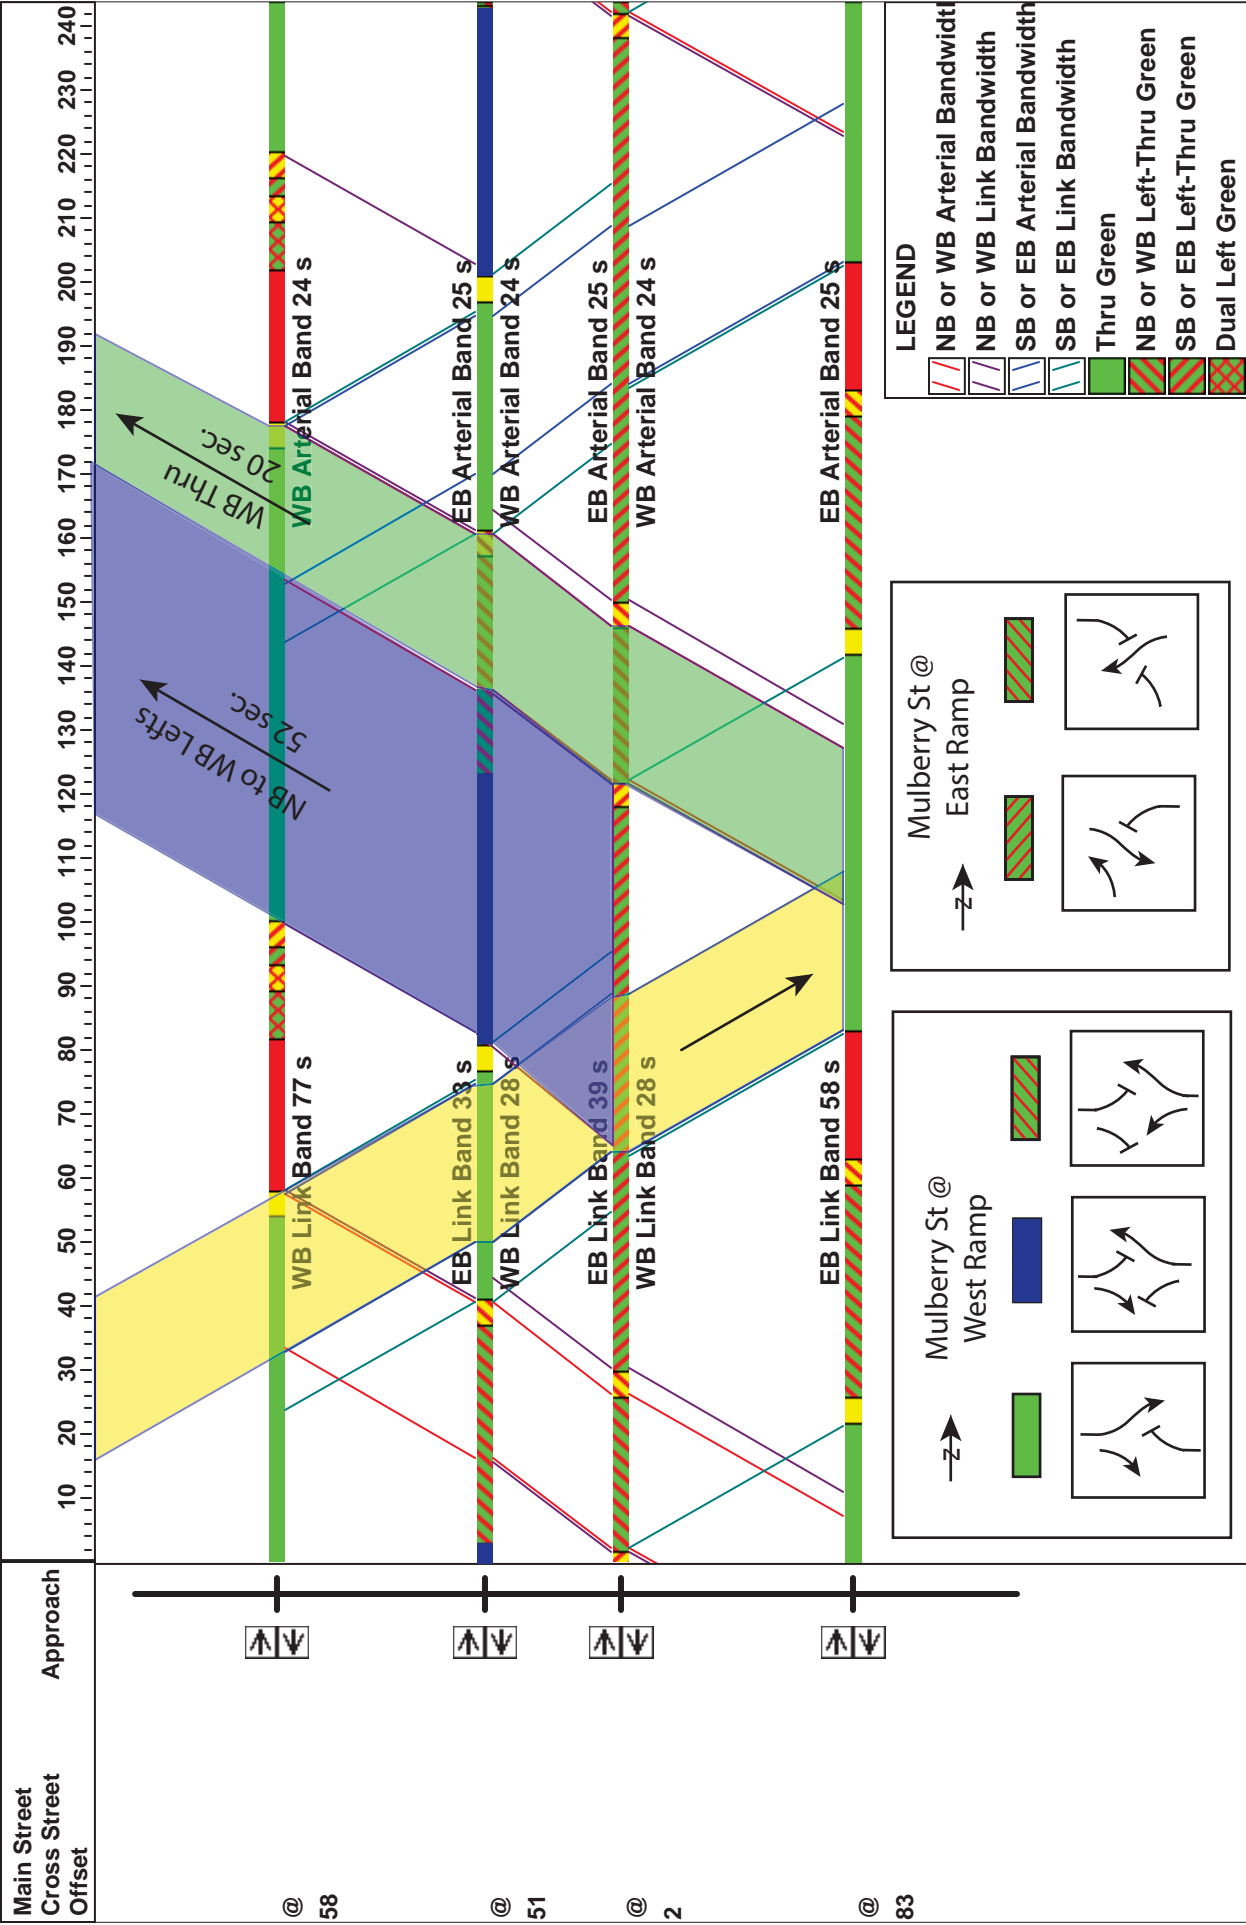 Main Street
Cross Street
Offset
Approach
10
20
30
40
50
60
70
80
90
100
110
120
130
140
150
160
170
180
190
200
210
220
230
240
@
58
WB Link Band 77 s
WB Arterial Band 24 s
NB to WB Lefts
52 sec.
WB Thru
20 sec.
@
51
EB Link Band 33 s
EB Arterial Band 25 s
WB Link Band 28 s
WB Arterial Band 24 s
@
2
EB Link Band 39 s
EB Arterial Band 25 s
WB Link Band 28 s
WB Arterial Band 24 s
@
83
EB Link Band 58 s
EB Arterial Band 25 s
Mulberry St @
West Ramp
N
Mulberry St @
East Ramp
N
LEGEND
NB or WB Arterial Bandwidth
NB or WB Link Bandwidth
SB or EB Arterial Bandwidth
SB or EB Link Bandwidth
Thru Green
NB or WB Left-Thru Green
SB or EB Left-Thru Green
Dual Left Green